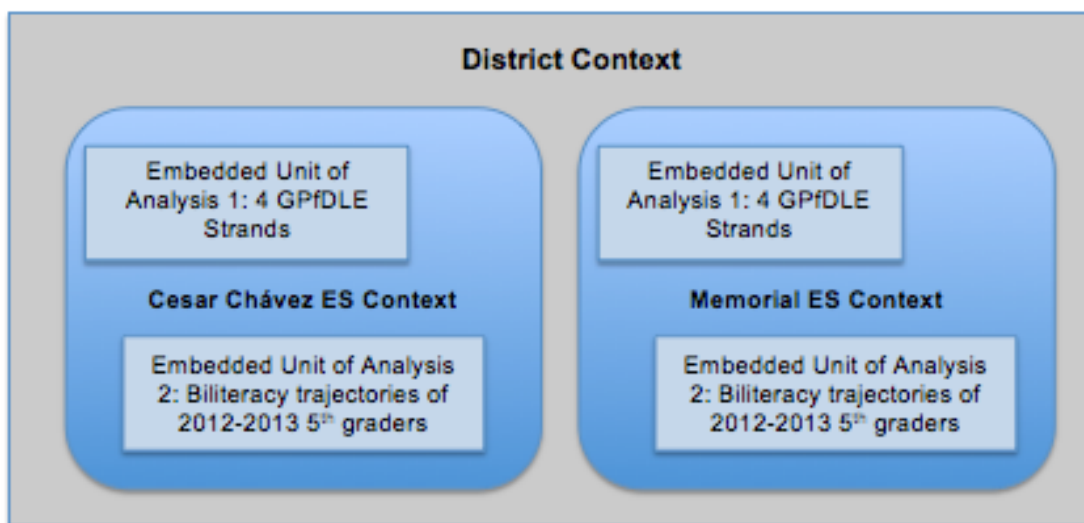 District Context
Embedded Unit of
Analysis 1: 4 GPfDLE
Strands
Cesar Chávez ES Context
Embedded Unit of Analysis
2: Biliteracy trajectories of
2012-2013 5th graders
Embedded Unit of
Analysis 1: 4 GPfDLE
Strands
Memorial ES Context
Embedded Unit of Analysis
2: Biliteracy trajectories of
2012-2013 5th graders